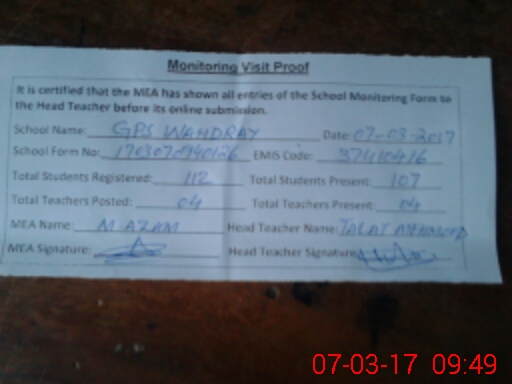 Monitoring Visit Proof
It is certified that the MEA has shown all entries of the School Monitoring Form to
the Head Teacher before its online submission.
School Name: GPS WAHDRAY Date: 07-03-2017
School Form No: EMIS Code: 37410416
Total Students Registered: 112 Total Students Present: 107
Total Teachers Posted: 04 Total Teachers Present: 04
MEA Name: M AZAM Head Teacher Name: TALAT MEHMOOD
MEA Signature: Head Teacher Signature:
07-03-17 09:49